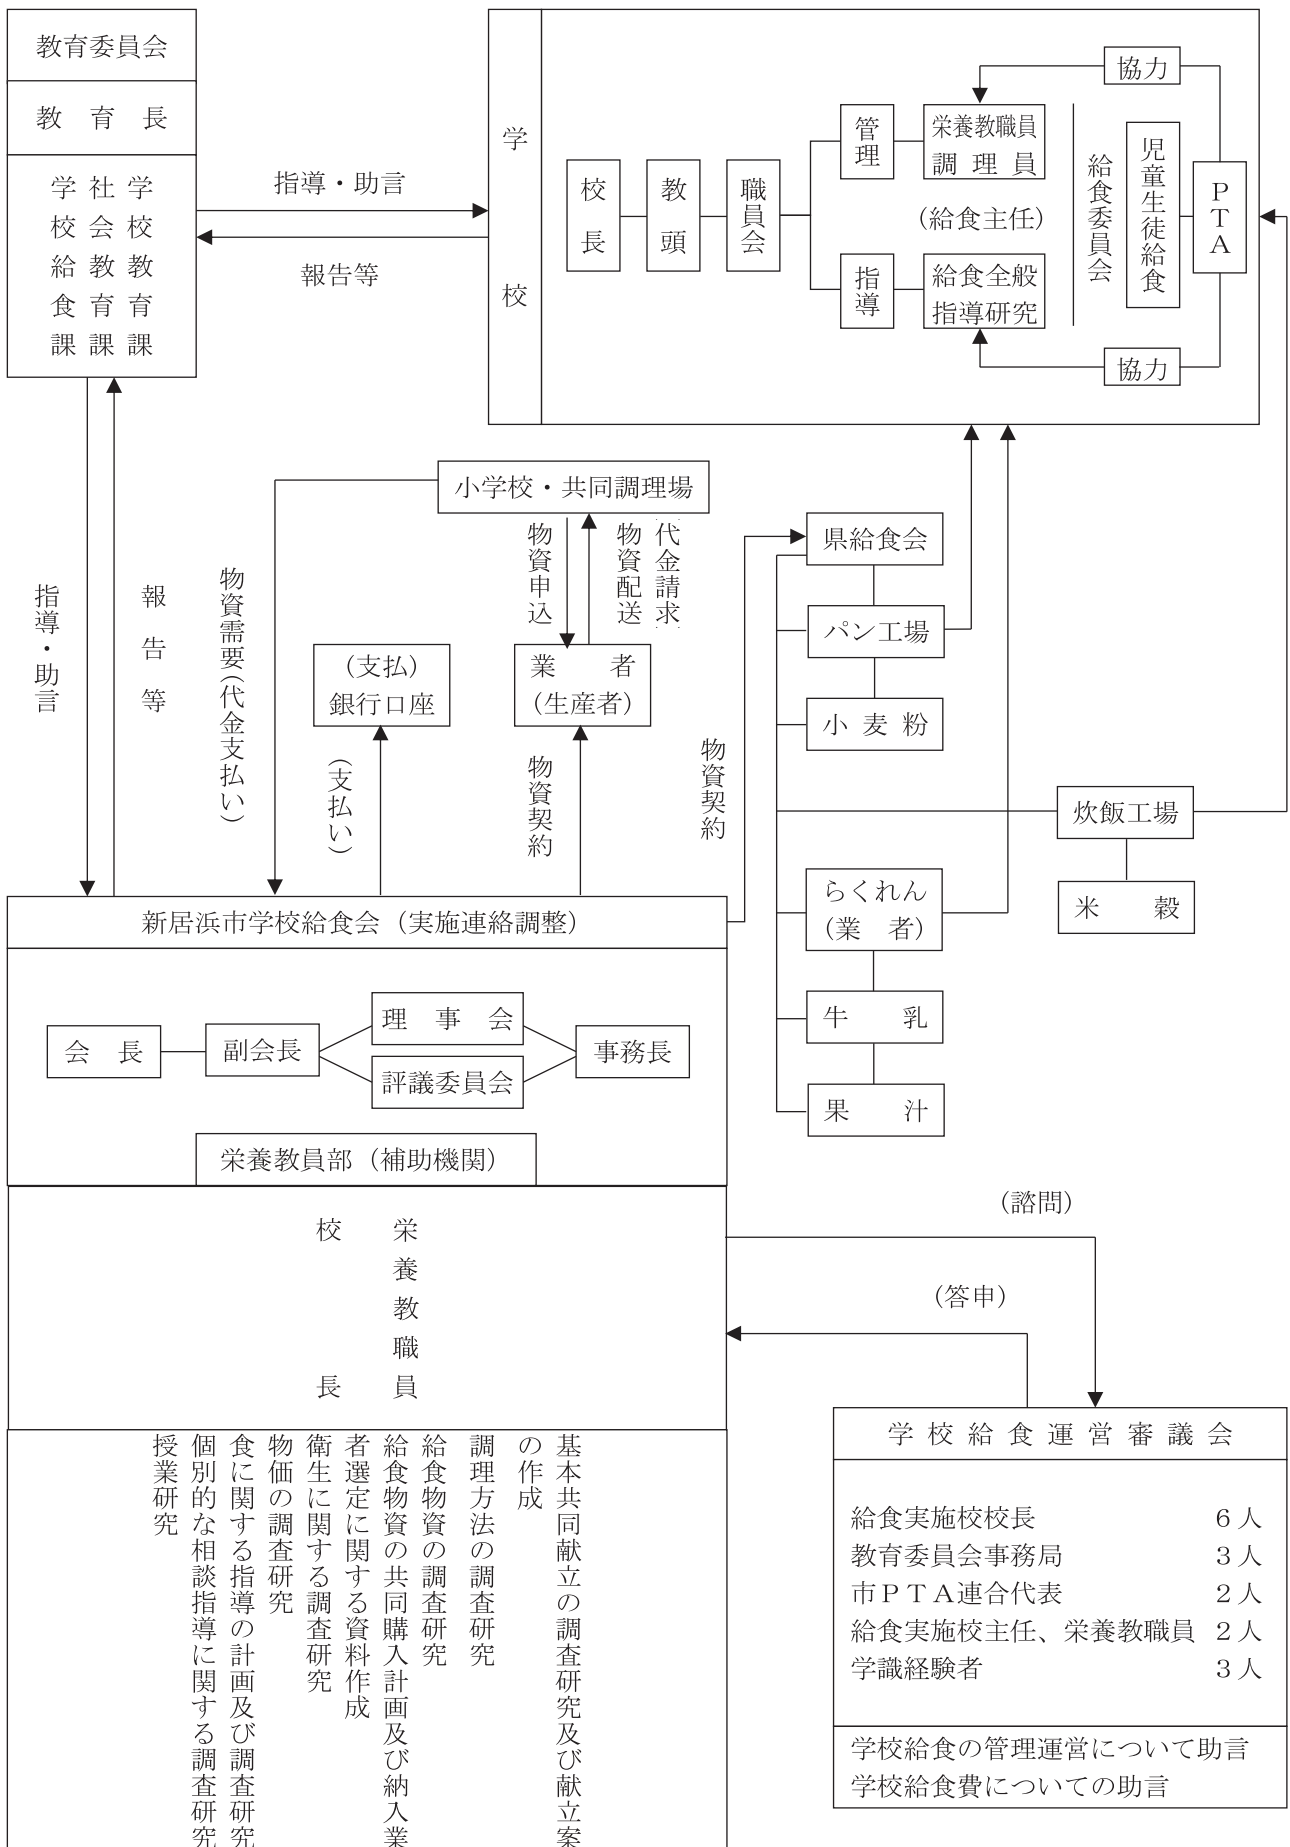 教育委員会
教育長
学校教育課
社会教育課
学校給食課
指導・助言
報告等
学校
校長
教頭
職員会
管理
指導
栄養教職員
調理員
(給食主任)
給食全般
指導研究
給食委員会
児童生徒給食
PTA
協力
協力
小学校・共同調理場
物資申込
物資配送
代金請求
県給食会
パン工場
小麦粉
指導・助言
報告等
物資需要(代金支払い)
(支払)
銀行口座
業者
(生産者)
(支払い)
物資契約
物資契約
炊飯工場
米穀
らくれん
(業者)
牛乳
果汁
新居浜市学校給食会(実施連絡調整)
会長
副会長
理事会
評議委員会
事務長
栄養教員部(補助機関)
栄養教職員
校長
(諮問)
(答申)
基本共同献立の調査研究及び献立案
の作成
調理方法の調査研究
給食物資の調査研究
給食物資の共同購入計画及び納入業
者選定に関する資料作成
衛生に関する調査研究
物価の調査研究
食に関する指導の計画及び調査研究
個別的な相談指導に関する調査研究
授業研究
学校給食運営審議会
給食実施校校長 6人
教育委員会事務局 3人
市PTA連合代表 2人
給食実施校主任、栄養教職員 2人
学識経験者 3人
学校給食の管理運営について助言
学校給食費についての助言